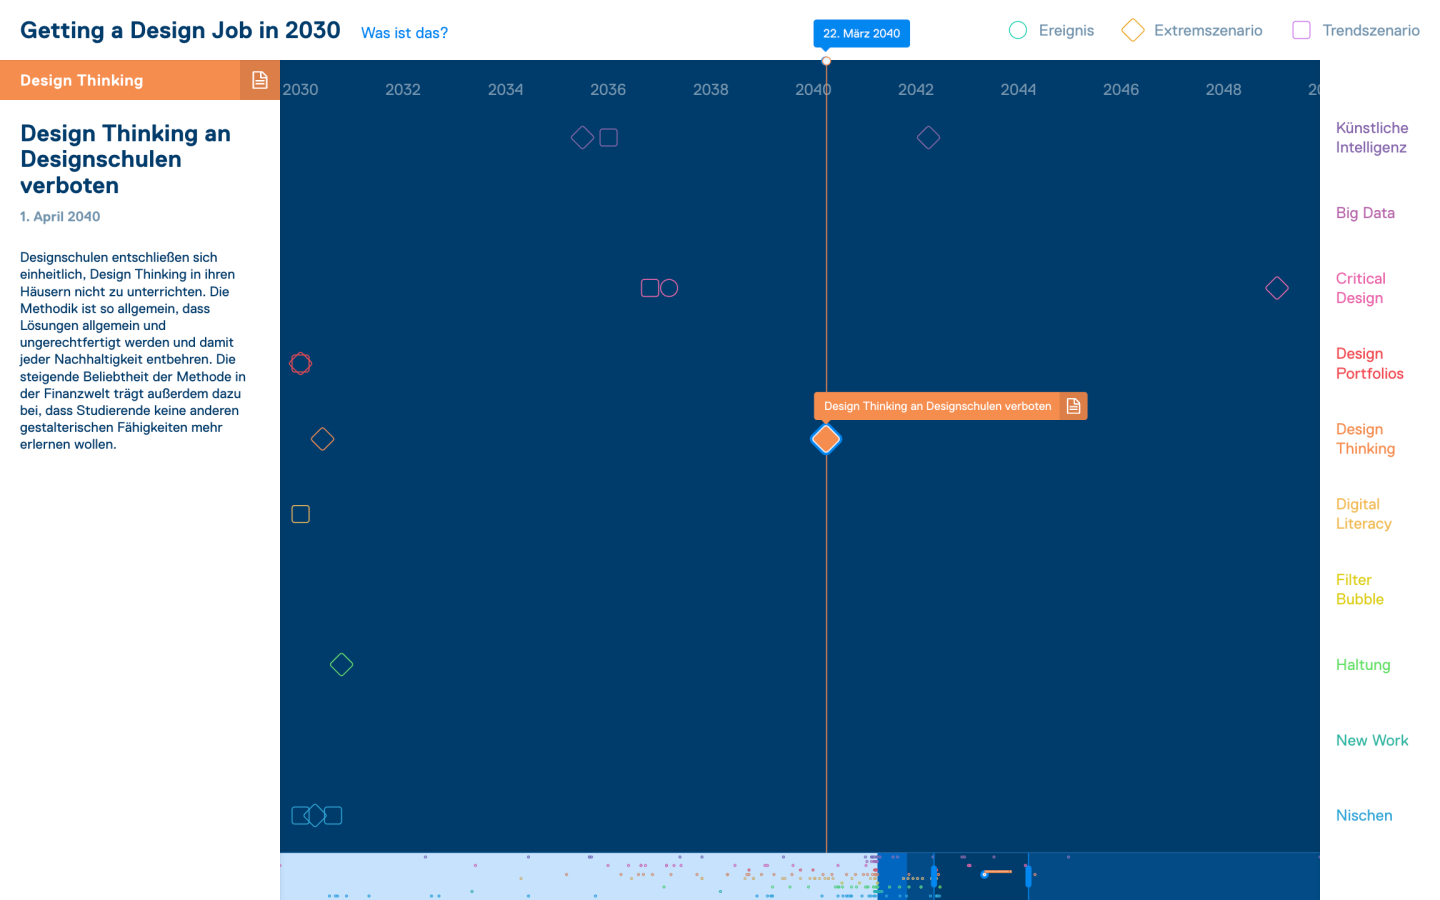 Getting a Design Job in 2030
Was ist das?
22. März 2040
Ereignis
Extremszenario
Trendszenario
Design Thinking
2030 2032 2034 2036 2038 2040 2042 2044 2046 2048
Design Thinking an
Designschulen
verboten
1. April 2040
Designschulen entschließen sich
einheitlich, Design Thinking in ihren
Häusern nicht zu unterrichten. Die
Methodik ist so allgemein, dass
Lösungen allgemein und
ungerechtfertigt werden und damit
jeder Nachhaltigkeit entbehren. Die
steigende Beliebtheit der Methode in
der Finanzwelt trägt außerdem dazu
bei, dass Studierende keine anderen
gestalterischen Fähigkeiten mehr
erlernen wollen.
Design Thinking an Designschulen verboten
Künstliche
Intelligenz
Big Data
Critical
Design
Design
Portfolios
Design
Thinking
Digital
Literacy
Filter
Bubble
Haltung
New Work
Nischen